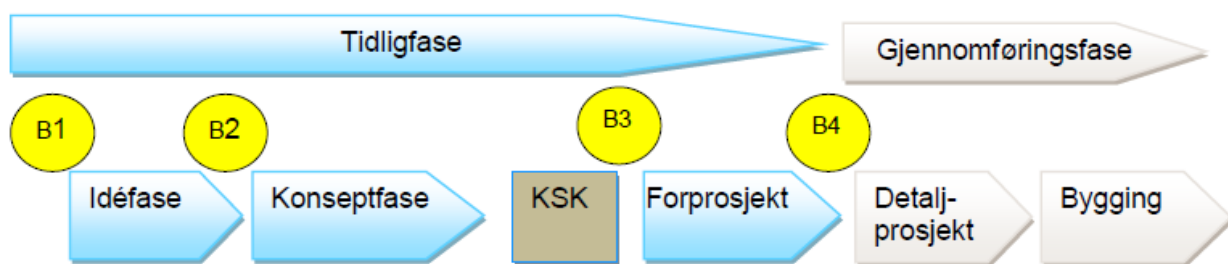 Tidligfase
Gjennomføringsfase
B1
B2
B3
B4
Idéfase
Konseptfase
KSK
Forprosjekt
Detalj-
prosjekt
Bygging